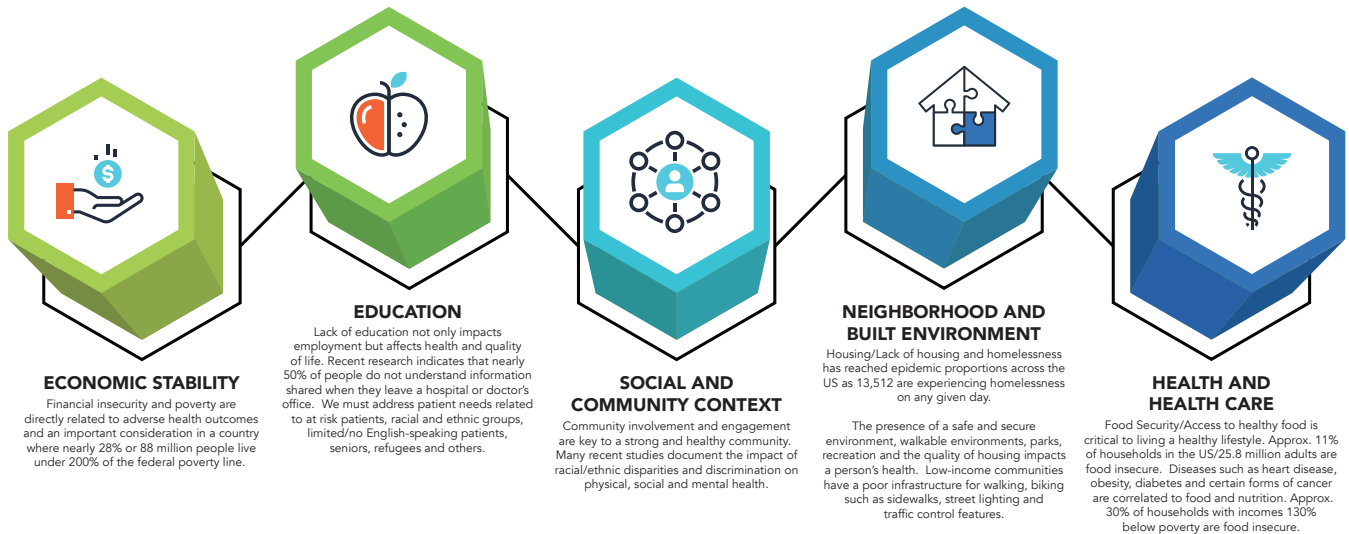 ECONOMIC STABILITY
Financial insecurity and poverty are
directly related to adverse health outcomes
and an important consideration in a country
where nearly 28% or 88 million people live
under 200% of the federal poverty line.
EDUCATION
Lack of education not only impacts
employment but affects health and quality
of life. Recent research indicates that nearly
50% of people do not understand information
shared when they leave a hospital or doctor's
office. We must address patient needs related
to at risk patients, racial and ethnic groups,
limited/no English-speaking patients,
seniors, refugees and others.
SOCIAL AND
COMMUNITY CONTEXT
Community involvement and engagement
are key to a strong and healthy community.
Many recent studies document the impact of
racial/ethnic disparities and discrimination on
physical, social and mental health.
NEIGHBORHOOD AND
BUILT ENVIRONMENT
Housing/Lack of housing and homelessness
has reached epidemic proportions across the
US as 13,512 are experiencing homelessness
on any given day.
The presence of a safe and secure
environment, walkable environments, parks,
recreation and the quality of housing impacts
a person's health. Low-income communities
have a poor infrastructure for walking, biking
such as sidewalks, street lighting and
traffic control features.
HEALTH AND
HEALTH CARE
Food Security/Access to healthy food is
critical to living a healthy lifestyle. Approx. 11%
of households in the US/25.8 million adults are
food insecure. Diseases such as heart disease,
obesity, diabetes and certain forms of cancer
are correlated to food and nutrition. Approx.
30% of households with incomes 130%
below poverty are food insecure.